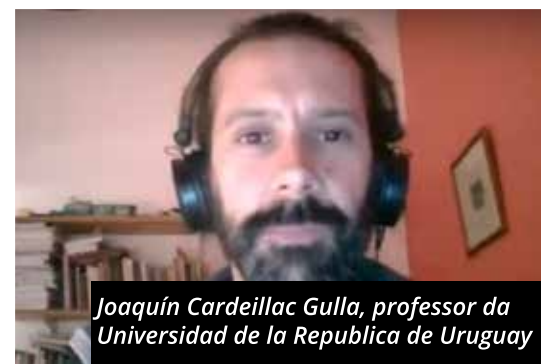 Joaquín Cardeillac Gulla, professor da
Universidad de la Republica de Uruguay